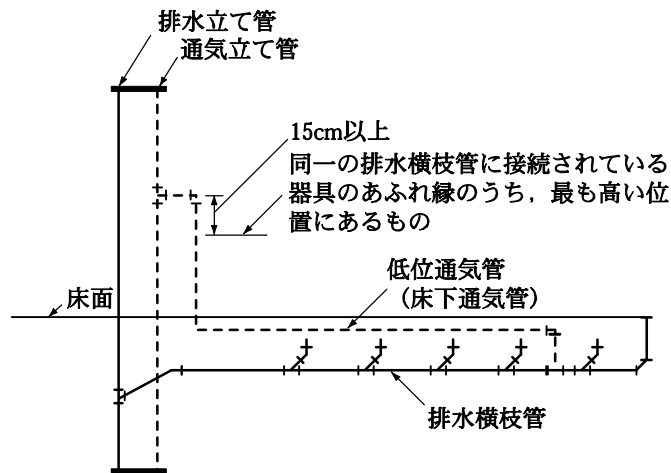 排水立て管
通気立て管
15cm以上
同一の排水横枝管に接続されている
器具のあふれ縁のうち，最も高い位
置にあるもの
低位通気管
（床下通気管）
床面
排水横枝管